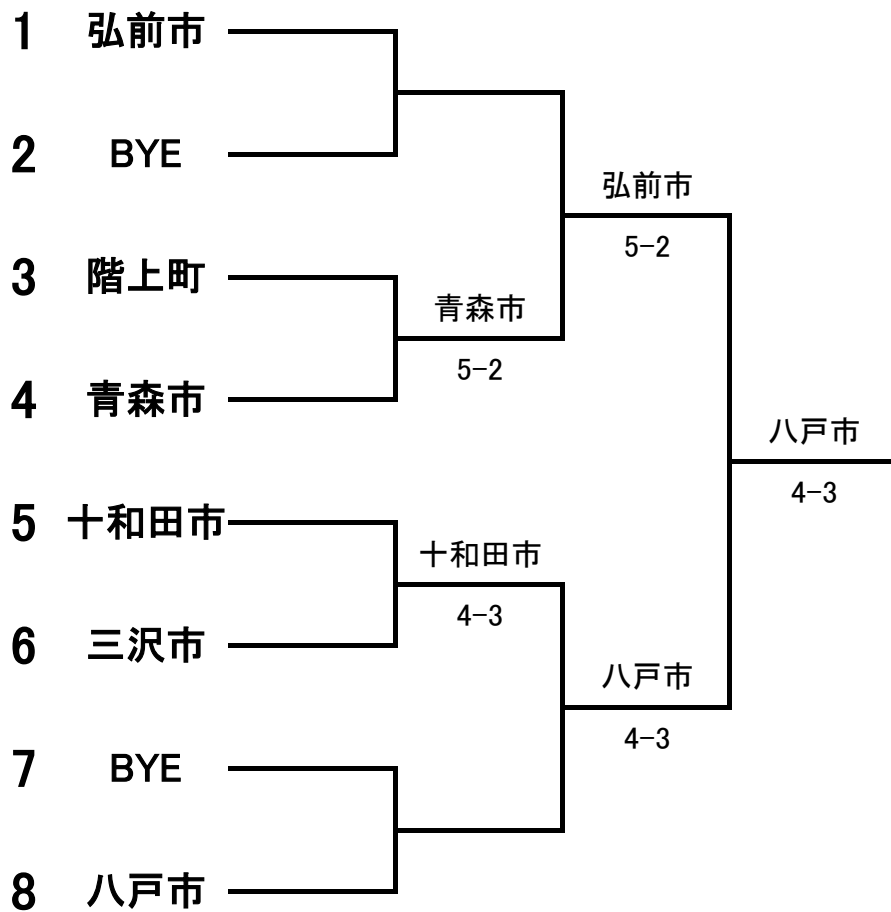 1 弘前市
2 BYE
弘前市
5-2
3 階上町
青森市
5-2
4 青森市
八戸市
4-3
5 十和田市
十和田市
4-3
6 三沢市
八戸市
4-3
7 BYE
8 八戸市